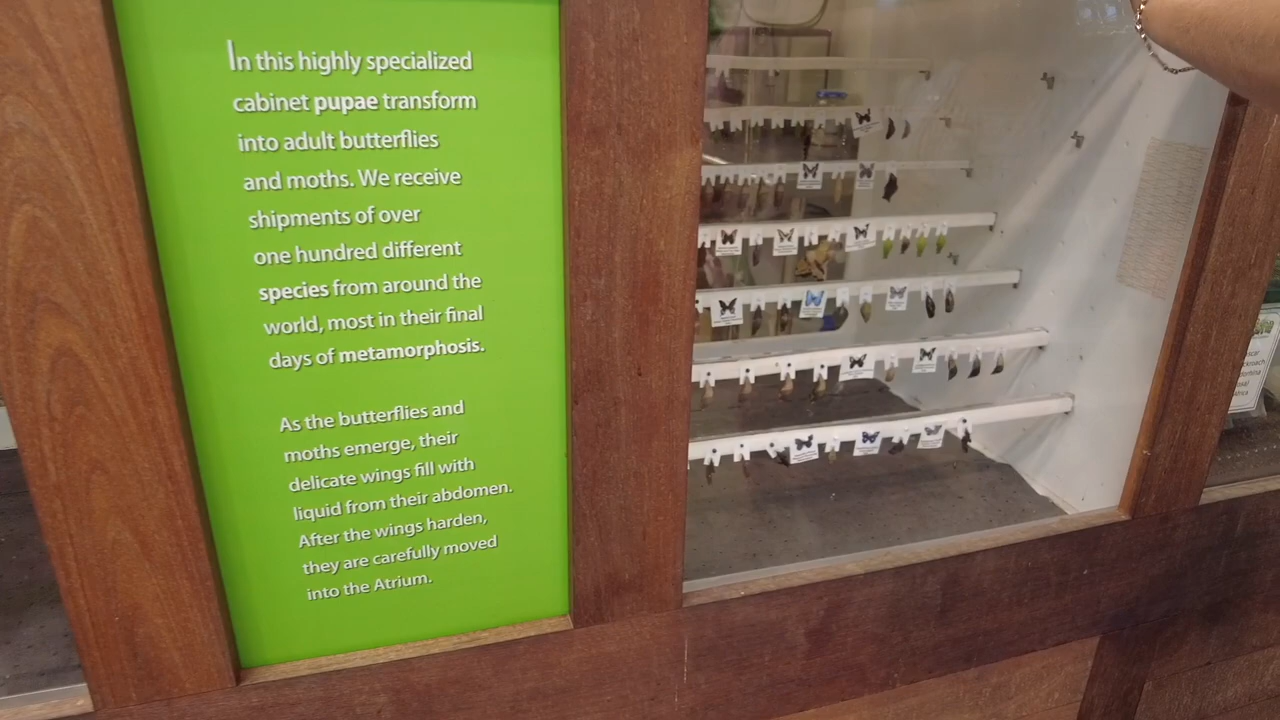 In this highly specialized
cabinet pupae transform
into adult butterflies
and moths. We receive
shipments of over
one hundred different
species from around the
world, most in their final
days of metamorphosis.
As the butterflies and
moths emerge, their
delicate wings fill with
liquid from their abdomen.
After the wings harden,
they are carefully moved
into the Atrium.